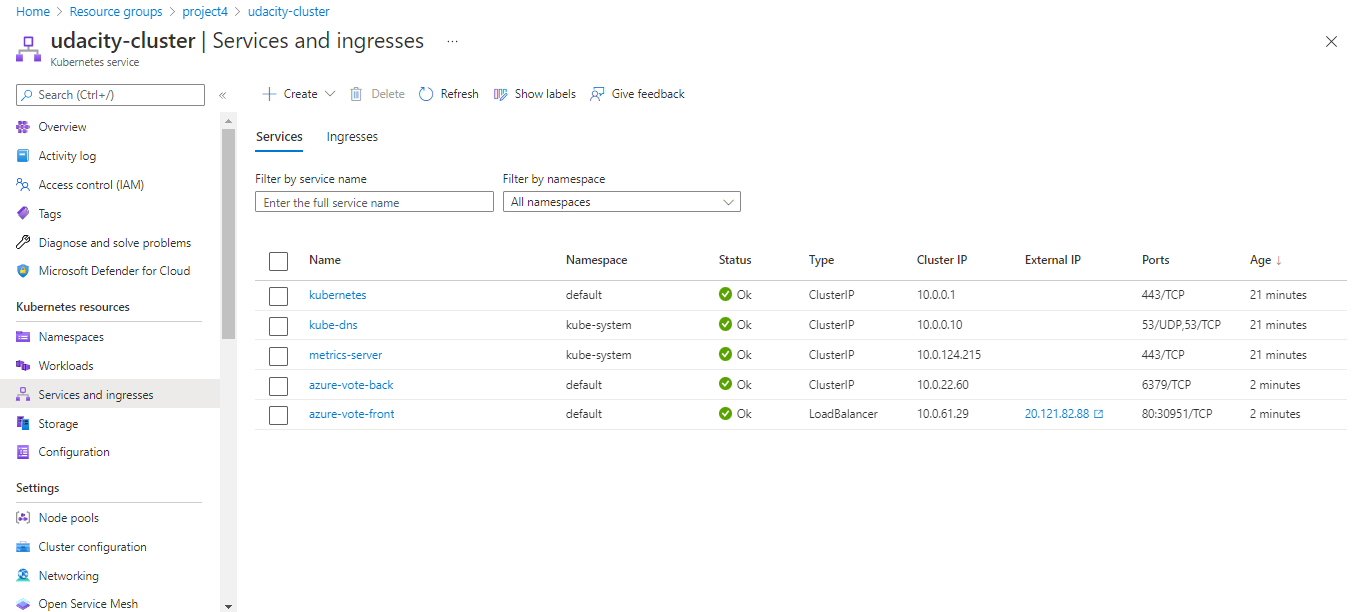 Home > Resource groups > project4 > udacity-cluster
udacity-cluster | Services and ingresses ...
Kubernetes service
Search (Ctrl+/)
«
Create
Delete
Refresh
Show labels
Give feedback
Overview
Activity log
Access control (IAM)
Tags
Diagnose and solve problems
Microsoft Defender for Cloud
Kubernetes resources
Namespaces
Workloads
Services and ingresses
Storage
Configuration
Settings
Node pools
Cluster configuration
Networking
Open Service Mesh
Services Ingresses
Filter by service name Filter by namespace
Enter the full service name All namespaces
Name Namespace Status Type Cluster IP External IP Ports Age ↓
kubernetes default Ok ClusterIP 10.0.0.1 443/TCP 21 minutes
kube-dns kube-system Ok ClusterIP 10.0.0.10 53/UDP,53/TCP 21 minutes
metrics-server kube-system Ok ClusterIP 10.0.124.215 443/TCP 21 minutes
azure-vote-back default Ok ClusterIP 10.0.22.60 6379/TCP 2 minutes
azure-vote-front default Ok LoadBalancer 10.0.61.29 20.121.82.88 80:30951/TCP 2 minutes